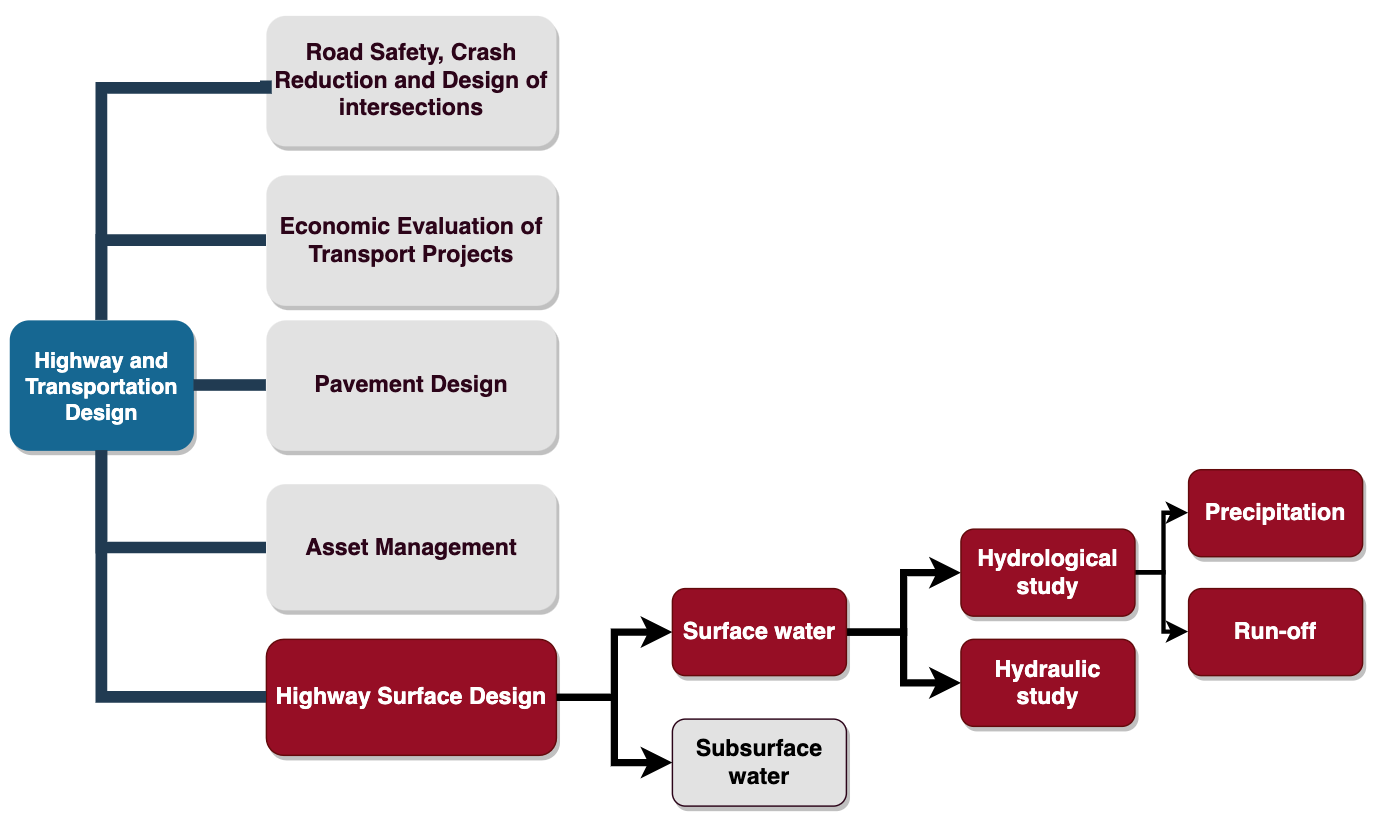 Road Safety, Crash
Reduction and Design of
intersections
Economic Evaluation of
Transport Projects
Highway and
Transportation
Design
Pavement Design
Asset Management
Highway Surface Design
Surface water
Subsurface
water
Hydrological
study
Hydraulic
study
Precipitation
Run-off